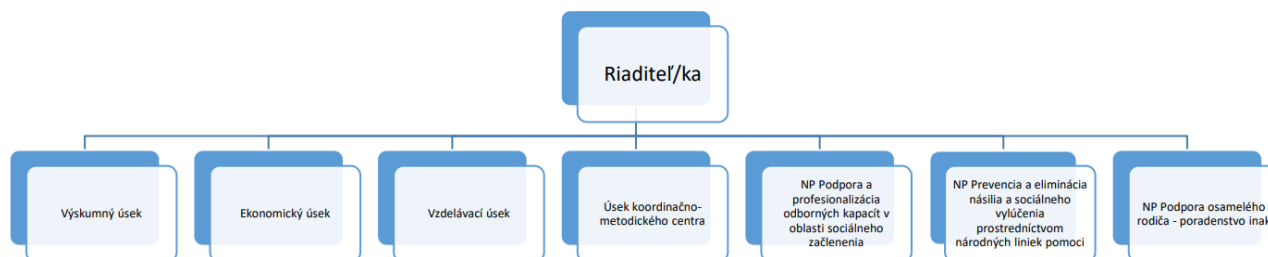 Riaditeľ/ka
Výskumný úsek
Ekonomický úsek
Vzdelávací úsek
Úsek koordinačno-
metodického centra
NP Podpora a
profesionalizácia
odborných kapacít v
oblasti sociálneho
začlenenia
NP Prevencia a eliminácia
násilia a sociálneho
vylúčenia
prostredníctvom
národných liniek pomoci
NP Podpora osamelého
rodiča - poradenstvo inak